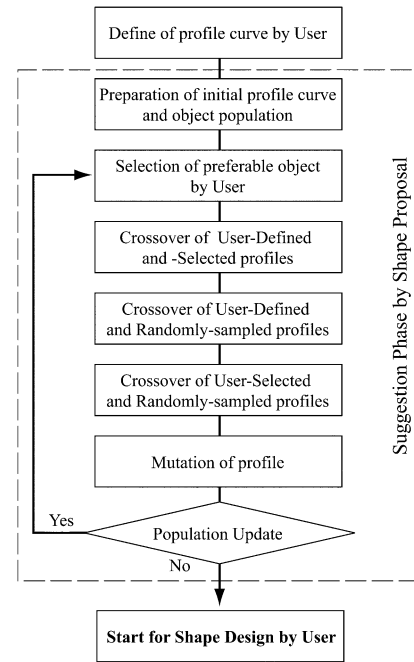 Define of profile curve by User
Preparation of initial profile curve
and object population
Selection of preferable object
by User
Crossover of User-Defined
and -Selected profiles
Crossover of User-Defined
and Randomly-sampled profiles
Crossover of User-Selected
and Randomly-sampled profiles
Mutation of profile
Population Update
Yes
No
Start for Shape Design by User
Suggestion Phase by Shape Proposal